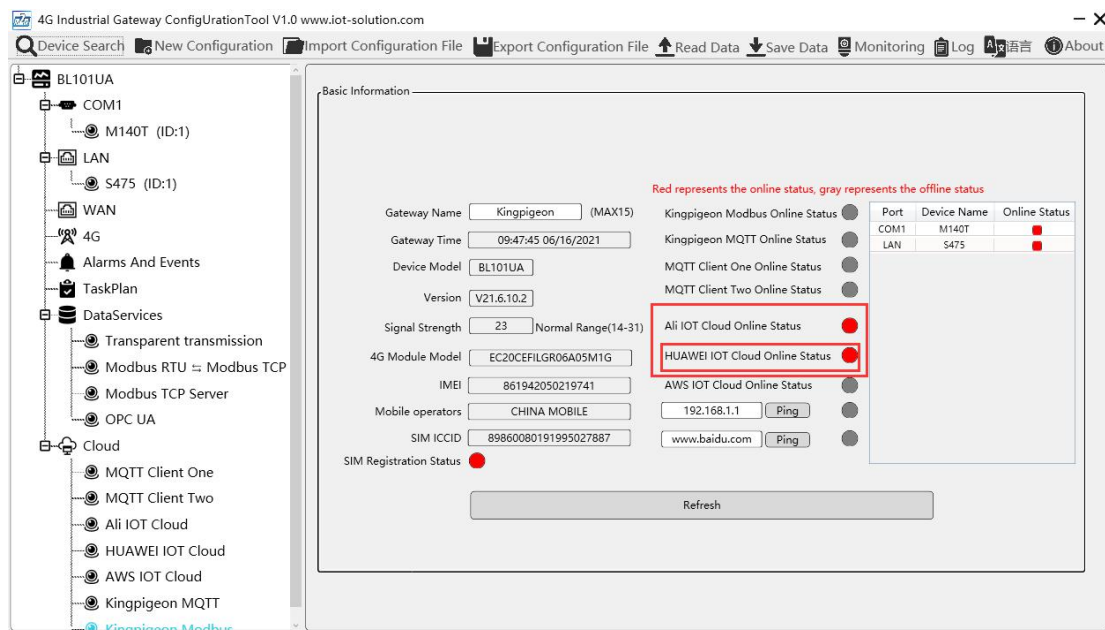 4G Industrial Gateway ConfigUrationTool V1.0 www.iot-solution.com
Device Search New Configuration Import Configuration File Export Configuration File Read Data Save Data Monitoring Log 语言 About
BL101UA
COM1
M140T (ID:1)
LAN
S475 (ID:1)
WAN
4G
Alarms And Events
TaskPlan
DataServices
Transparent transmission
Modbus RTU ⇆ Modbus TCP
Modbus TCP Server
OPC UA
Cloud
MQTT Client One
MQTT Client Two
Ali IOT Cloud
HUAWEI IOT Cloud
AWS IOT Cloud
Kingpigeon MQTT
Kingpigeon Modbus
Basic Information
Red represents the online status, gray represents the offline status
Gateway Name Kingpigeon (MAX15)
Gateway Time 09:47:45 06/16/2021
Device Model BL101UA
Version V21.6.10.2
Signal Strength 23 Normal Range(14-31)
4G Module Model EC20CEFILGR06A05M1G
IMEI 861942050219741
Mobile operators CHINA MOBILE
SIM ICCID 89860080191995027887
SIM Registration Status
Kingpigeon Modbus Online Status
Kingpigeon MQTT Online Status
MQTT Client One Online Status
MQTT Client Two Online Status
Ali IOT Cloud Online Status
HUAWEI IOT Cloud Online Status
AWS IOT Cloud Online Status
192.168.1.1 Ping
www.baidu.com Ping
Port Device Name Online Status
COM1 M140T
LAN S475
Refresh